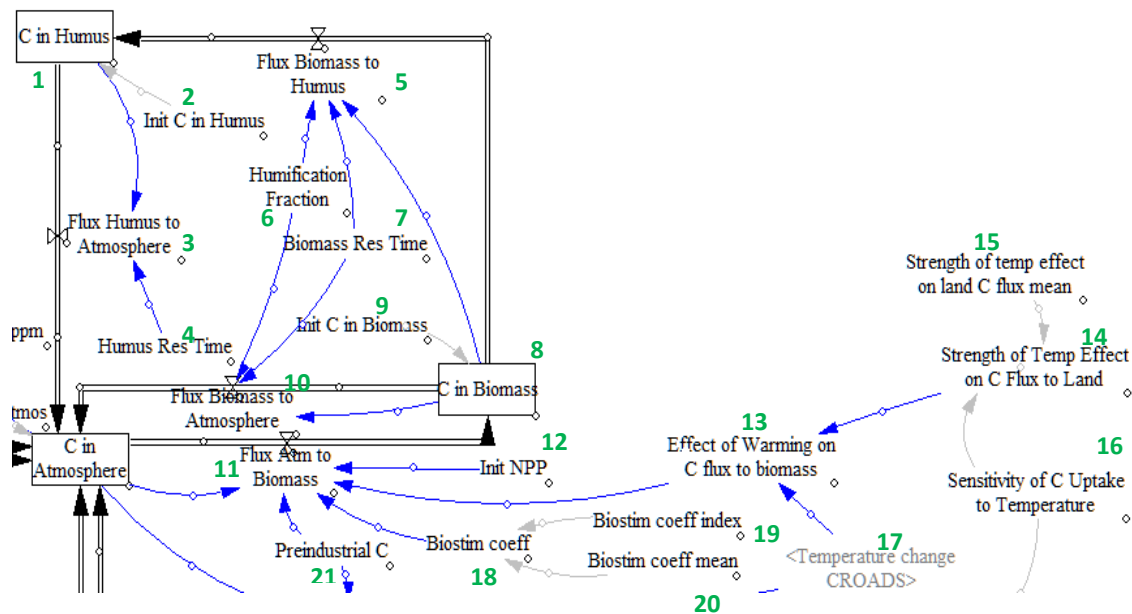 C in Humus
1
2
Init C in Humus
Flux Biomass to
Humus
5
Humification
Fraction
6
7
Biomass Res Time
Flux Humus to
Atmosphere
3
4
Humus Res Time
ppm
9
Init C in Biomass
8
C in Biomass
10
Flux Biomass to
Atmosphere
tmos
C in
Atmosphere
11
Flux Atm to
Biomass
12
Init NPP
13
Effect of Warming on
C flux to biomass
15
Strength of temp effect
on land C flux mean
14
Strength of Temp Effect
on C Flux to Land
16
Sensitivity of C Uptake
to Temperature
Preindustrial C
21
Biostim coeff
18
Biostim coeff index
19
Biostim coeff mean
20
17
<Temperature change
CROADS>